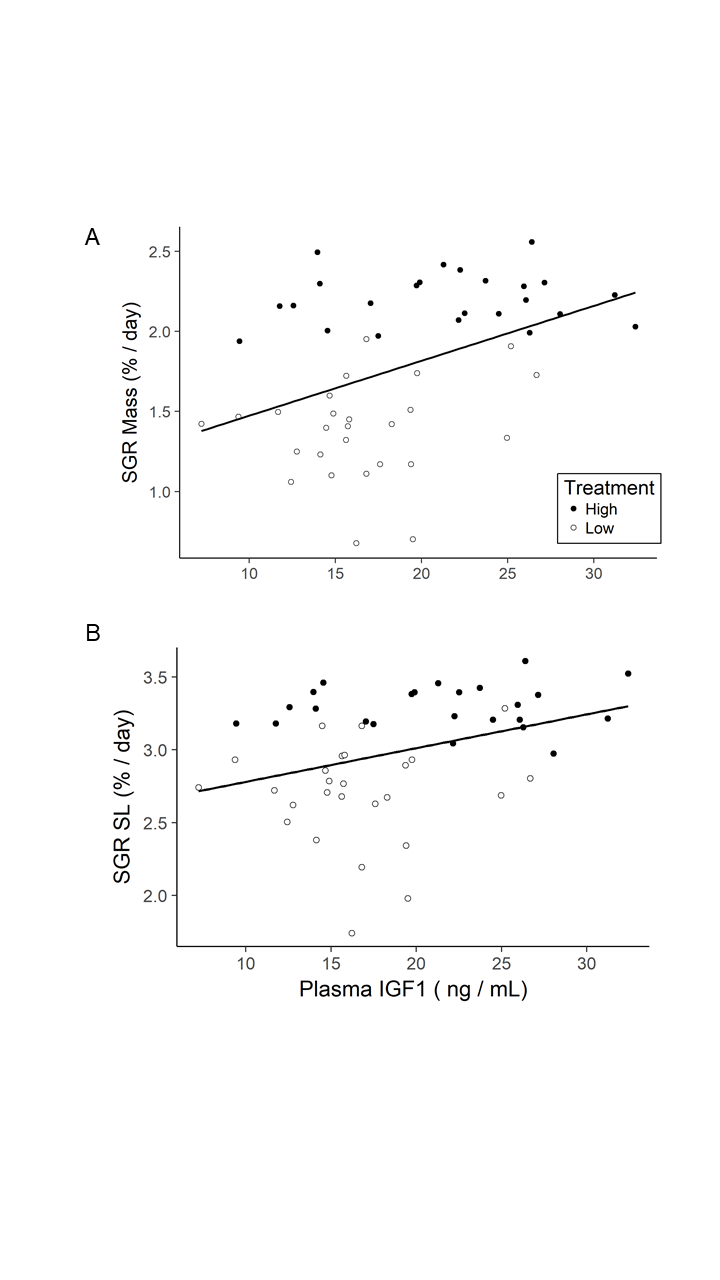 A
SGR Mass (% / day)
2.5
2.0
1.5
1.0
10 15 20 25 30
Treatment
High
Low
B
SGR SL (% / day)
3.5
3.0
2.5
2.0
10 15 20 25 30
Plasma IGF1 ( ng / mL)